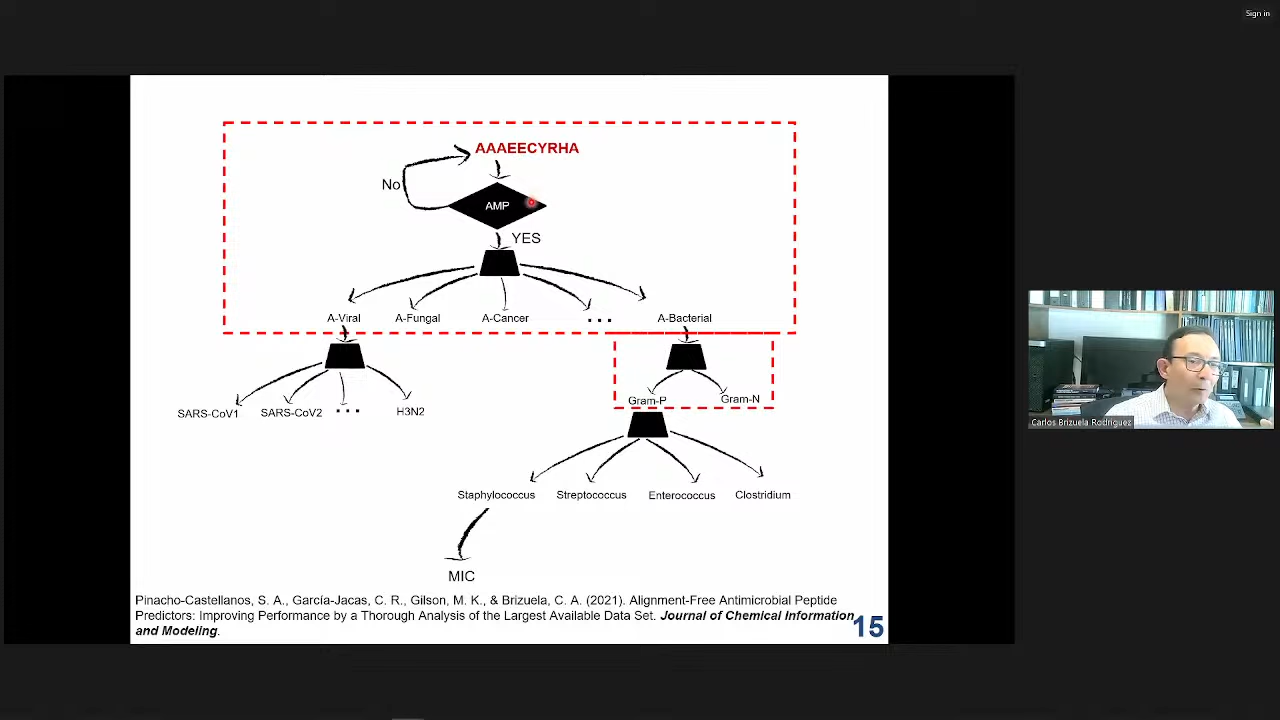 Sign in
AAAEECYRHA
No
AMP
YES
A-Viral A-Fungal A-Cancer ... A-Bacterial
SARS-CoV1 SARS-CoV2 ... H3N2
Gram-P Gram-N
Staphylococcus Streptococcus Enterococcus Clostridium
MIC
Pinacho-Castellanos, S. A., García-Jacas, C. R., Gilson, M. K., & Brizuela, C. A. (2021). Alignment-Free Antimicrobial Peptide
Predictors: Improving Performance by a Thorough Analysis of the Largest Available Data Set. Journal of Chemical Information
and Modeling.
15
Carlos Brizuela Rodriguez